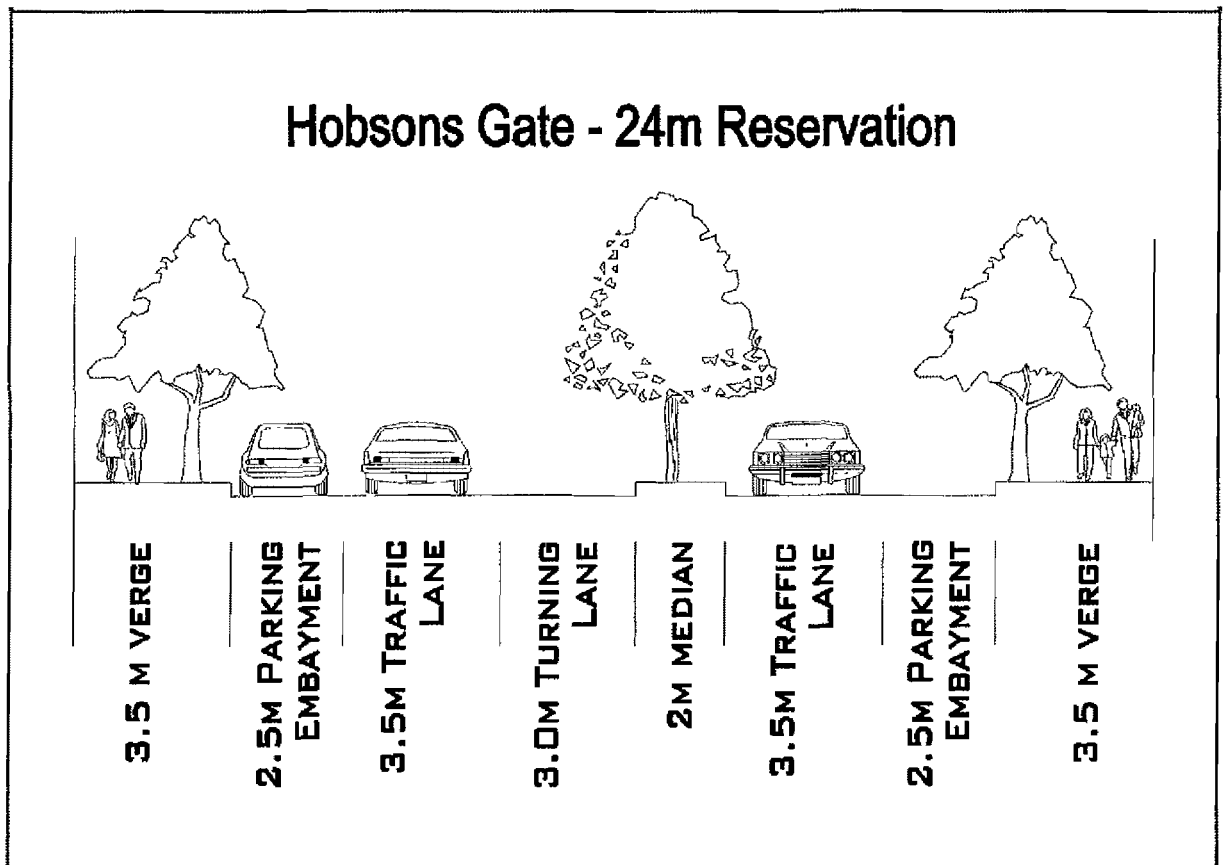 Hobsons Gate - 24m Reservation
3.5 M VERGE
2.5M PARKING
EMBAYMENT
3.5M TRAFFIC
LANE
3.0M TURNING
LANE
2M MEDIAN
3.5M TRAFFIC
LANE
2.5M PARKING
EMBAYMENT
3.5 M VERGE